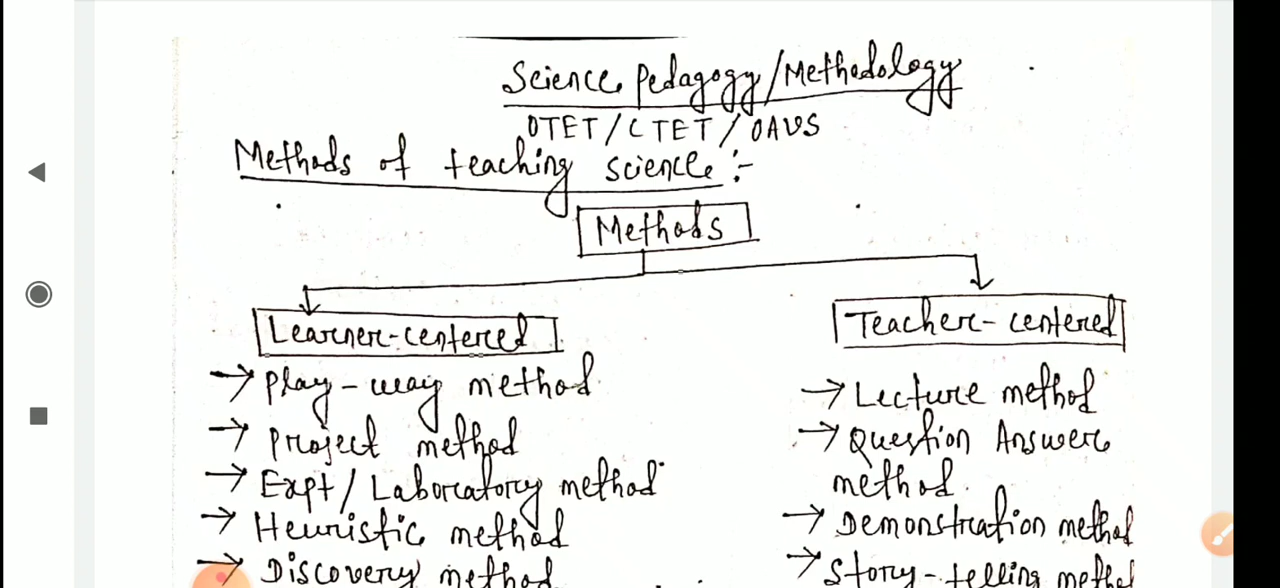 Science Pedagogy/Methodology
OTET/CTET/OAVS
Methods of teaching science :-
Methods
Learner-centered
Teacher-centered
→ Play-way method
→ Project method
→ Expt/Laboratory method
→ Heuristic method
→ Discovery method
→ Lecture method
→ Question Answer
method.
→ Demonstration method
→ Story-telling method